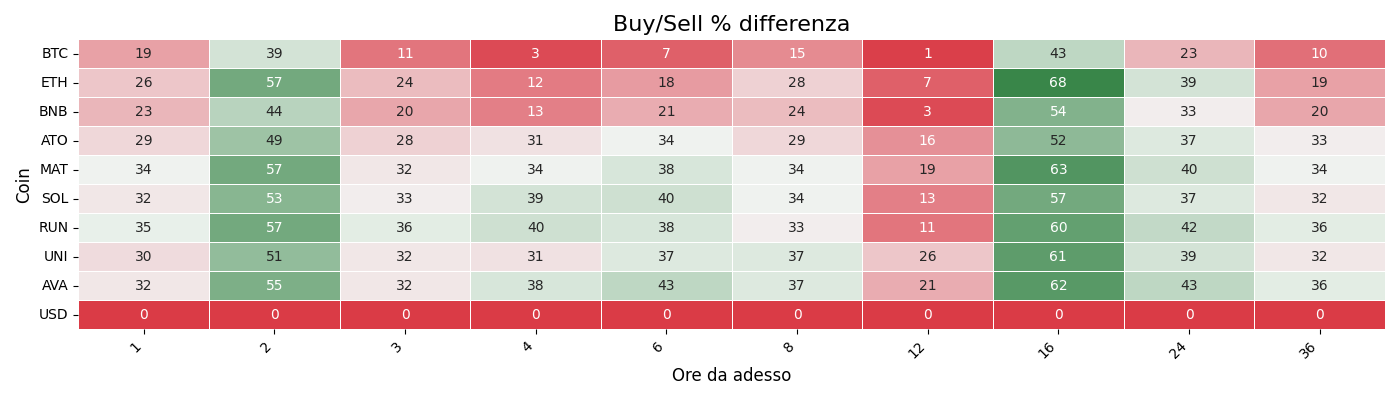 Buy/Sell % differenza
BTC 19 39 11 3 7 15 1 43 23 10
ETH 26 57 24 12 18 28 7 68 39 19
BNB 23 44 20 13 21 24 3 54 33 20
ATO 29 49 28 31 34 29 16 52 37 33
MAT 34 57 32 34 38 34 19 63 40 34
SOL 32 53 33 39 40 34 13 57 37 32
RUN 35 57 36 40 38 33 11 60 42 36
UNI 30 51 32 31 37 37 26 61 39 32
AVA 32 55 32 38 43 37 21 62 43 36
USD 0 0 0 0 0 0 0 0 0 0
Coin
1 2 3 4 6 8 12 16 24 36
Ore da adesso